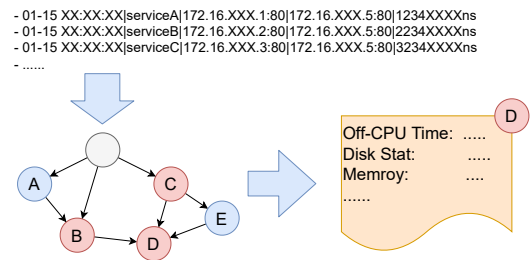 - 01-15 XX:XX:XX|serviceA|172.16.XXX.1:80|172.16.XXX.5:80|1234XXXXns
- 01-15 XX:XX:XX|serviceB|172.16.XXX.2:80|172.16.XXX.5:80|2234XXXXns
- 01-15 XX:XX:XX|serviceC|172.16.XXX.3:80|172.16.XXX.5:80|3234XXXXns
- ......
A
B
C
D
E
D
Off-CPU Time: .....
Disk Stat: .....
Memroy: ....
......